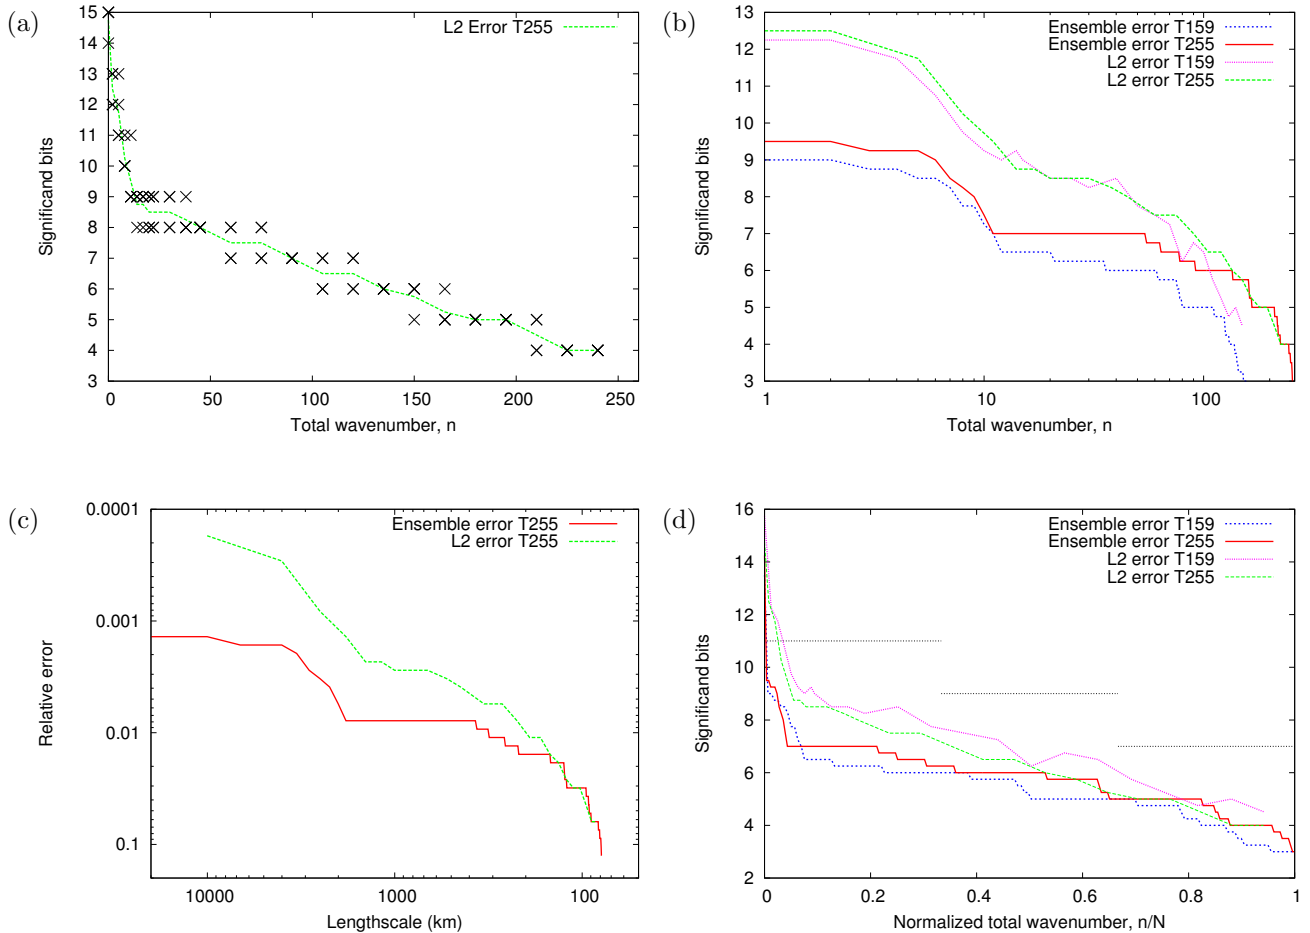 (a)
15
14
13
12
11
10
9
8
7
6
5
4
3
Significand bits
L2 Error T255
0
50
100
150
200
250
Total wavenumber, n
(b)
13
12
11
10
9
8
7
6
5
4
3
Significand bits
Ensemble error T159
Ensemble error T255
L2 error T159
L2 error T255
1
10
100
Total wavenumber, n
(c)
0.0001
0.001
0.01
0.1
Relative error
Ensemble error T255
L2 error T255
10000
1000
100
Lengthscale (km)
(d)
16
14
12
10
8
6
4
2
Significand bits
Ensemble error T159
Ensemble error T255
L2 error T159
L2 error T255
0
0.2
0.4
0.6
0.8
1
Normalized total wavenumber, n/N